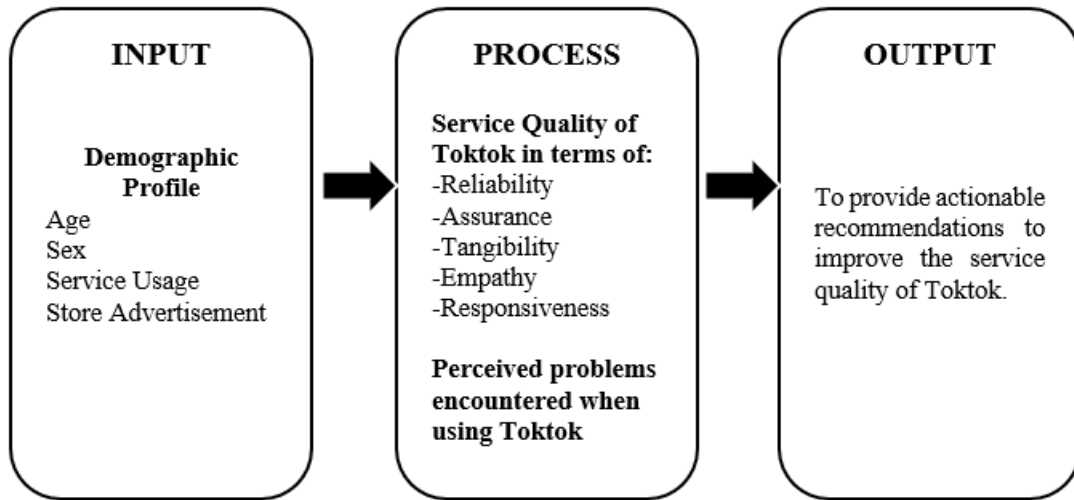 INPUT
Demographic
Profile
Age
Sex
Service Usage
Store Advertisement
PROCESS
Service Quality of
Toktok in terms of:
-Reliability
-Assurance
-Tangibility
-Empathy
-Responsiveness
Perceived problems
encountered when
using Toktok
OUTPUT
To provide actionable
recommendations to
improve the service
quality of Toktok.